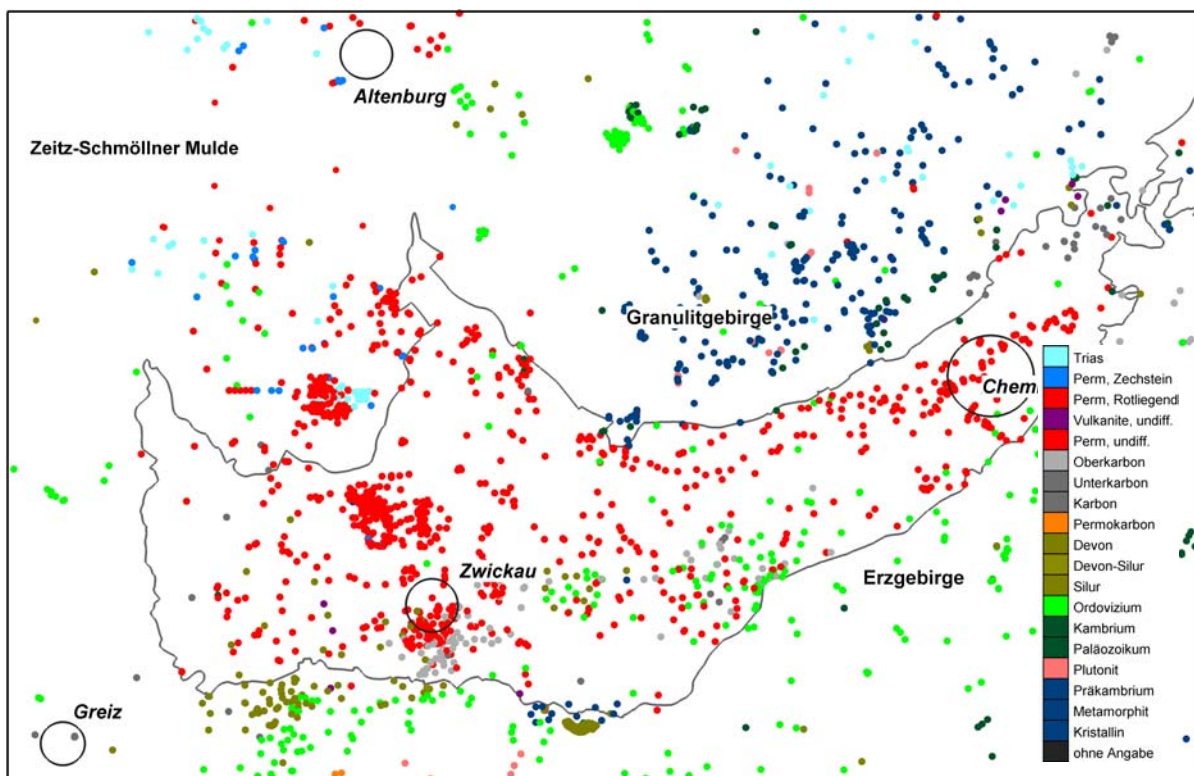 Altenburg
Zeitz-Schmöllner Mulde
Granulitgebirge
Chem
Zwickau
Erzgebirge
Greiz
Trias
Perm, Zechstein
Perm, Rotliegend
Vulkanite, undiff.
Perm, undiff.
Oberkarbon
Unterkarbon
Karbon
Permokarbon
Devon
Devon-Silur
Silur
Ordovizium
Kambrium
Paläozoikum
Plutonit
Präkambrium
Metamorphit
Kristallin
ohne Angabe